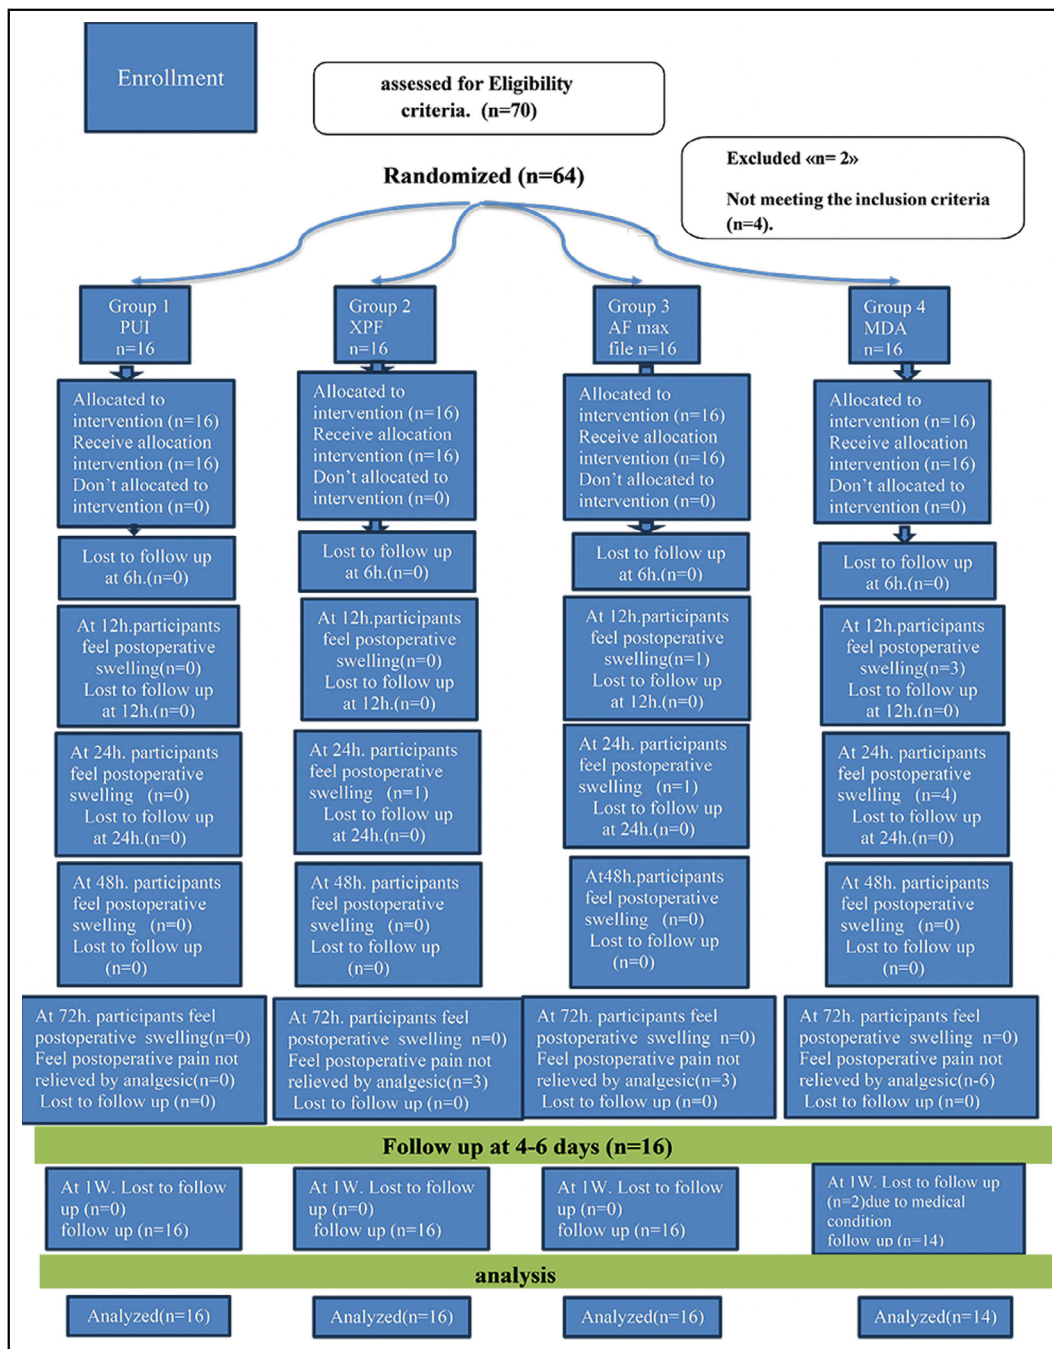 Enrollment
assessed for Eligibility
criteria. (n=70)
Excluded «n= 2»
Not meeting the inclusion criteria
(n=4).
Randomized (n=64)
Group 1
PUI
n=16
Group 2
XPF
n=16
Group 3
AF max
file n=16
Group 4
MDA
n=16
Allocated to
intervention (n=16)
Receive allocation
intervention (n=16)
Don't allocated to
intervention (n=0)
Allocated to
intervention (n=16)
Receive allocation
intervention (n=16)
Don't allocated to
intervention (n=0)
Allocated to
intervention (n=16)
Receive allocation
intervention (n=16)
Don't allocated to
intervention (n=0)
Allocated to
intervention (n=16)
Receive allocation
intervention (n=16)
Don't allocated to
intervention (n=0)
Lost to follow up
at 6h.(n=0)
Lost to follow up
at 6h.(n=0)
Lost to follow up
at 6h.(n=0)
Lost to follow up
at 6h.(n=0)
At 12h.participants
feel postoperative
swelling(n=0)
Lost to follow up
at 12h.(n=0)
At 12h.participants
feel postoperative
swelling(n=0)
Lost to follow up
at 12h.(n=0)
At 12h.participants
feel postoperative
swelling(n=1)
Lost to follow up
at 12h.(n=0)
At 12h.participants
feel postoperative
swelling(n=3)
Lost to follow up
at 12h.(n=0)
At 24h. participants
feel postoperative
swelling (n=0)
Lost to follow up
at 24h.(n=0)
At 24h. participants
feel postoperative
swelling (n=1)
Lost to follow up
at 24h.(n=0)
At 24h. participants
feel postoperative
swelling (n=1)
Lost to follow up
at 24h.(n=0)
At 24h. participants
feel postoperative
swelling (n=4)
Lost to follow up
at 24h.(n=0)
At 48h. participants
feel postoperative
swelling (n=0)
Lost to follow up
(n=0)
At 48h. participants
feel postoperative
swelling (n=0)
Lost to follow up
(n=0)
At48h.participants
feel postoperative
swelling (n=0)
Lost to follow up
(n=0)
At 48h. participants
feel postoperative
swelling (n=0)
Lost to follow up
(n=0)
At 72h. participants feel
postoperative swelling(n=0)
Feel postoperative pain not
relieved by analgesic(n=0)
Lost to follow up (n=0)
At 72h. participants feel
postoperative swelling n=0)
Feel postoperative pain not
relieved by analgesic(n=3)
Lost to follow up (n=0)
At 72h. participants feel
postoperative swelling n=0)
Feel postoperative pain not
relieved by analgesic(n=3)
Lost to follow up (n=0)
At 72h. participants feel
postoperative swelling n=0)
Feel postoperative pain not
relieved by analgesic(n-6)
Lost to follow up (n=0)
Follow up at 4-6 days (n=16)
At 1W. Lost to follow
up (n=0)
follow up (n=16)
At 1W. Lost to follow
up (n=0)
follow up (n=16)
At 1W. Lost to follow
up (n=0)
follow up (n=16)
At 1W. Lost to follow up
(n=2)due to medical
condition
follow up (n=14)
analysis
Analyzed(n=16)
Analyzed(n=16)
Analyzed(n=16)
Analyzed(n=14)